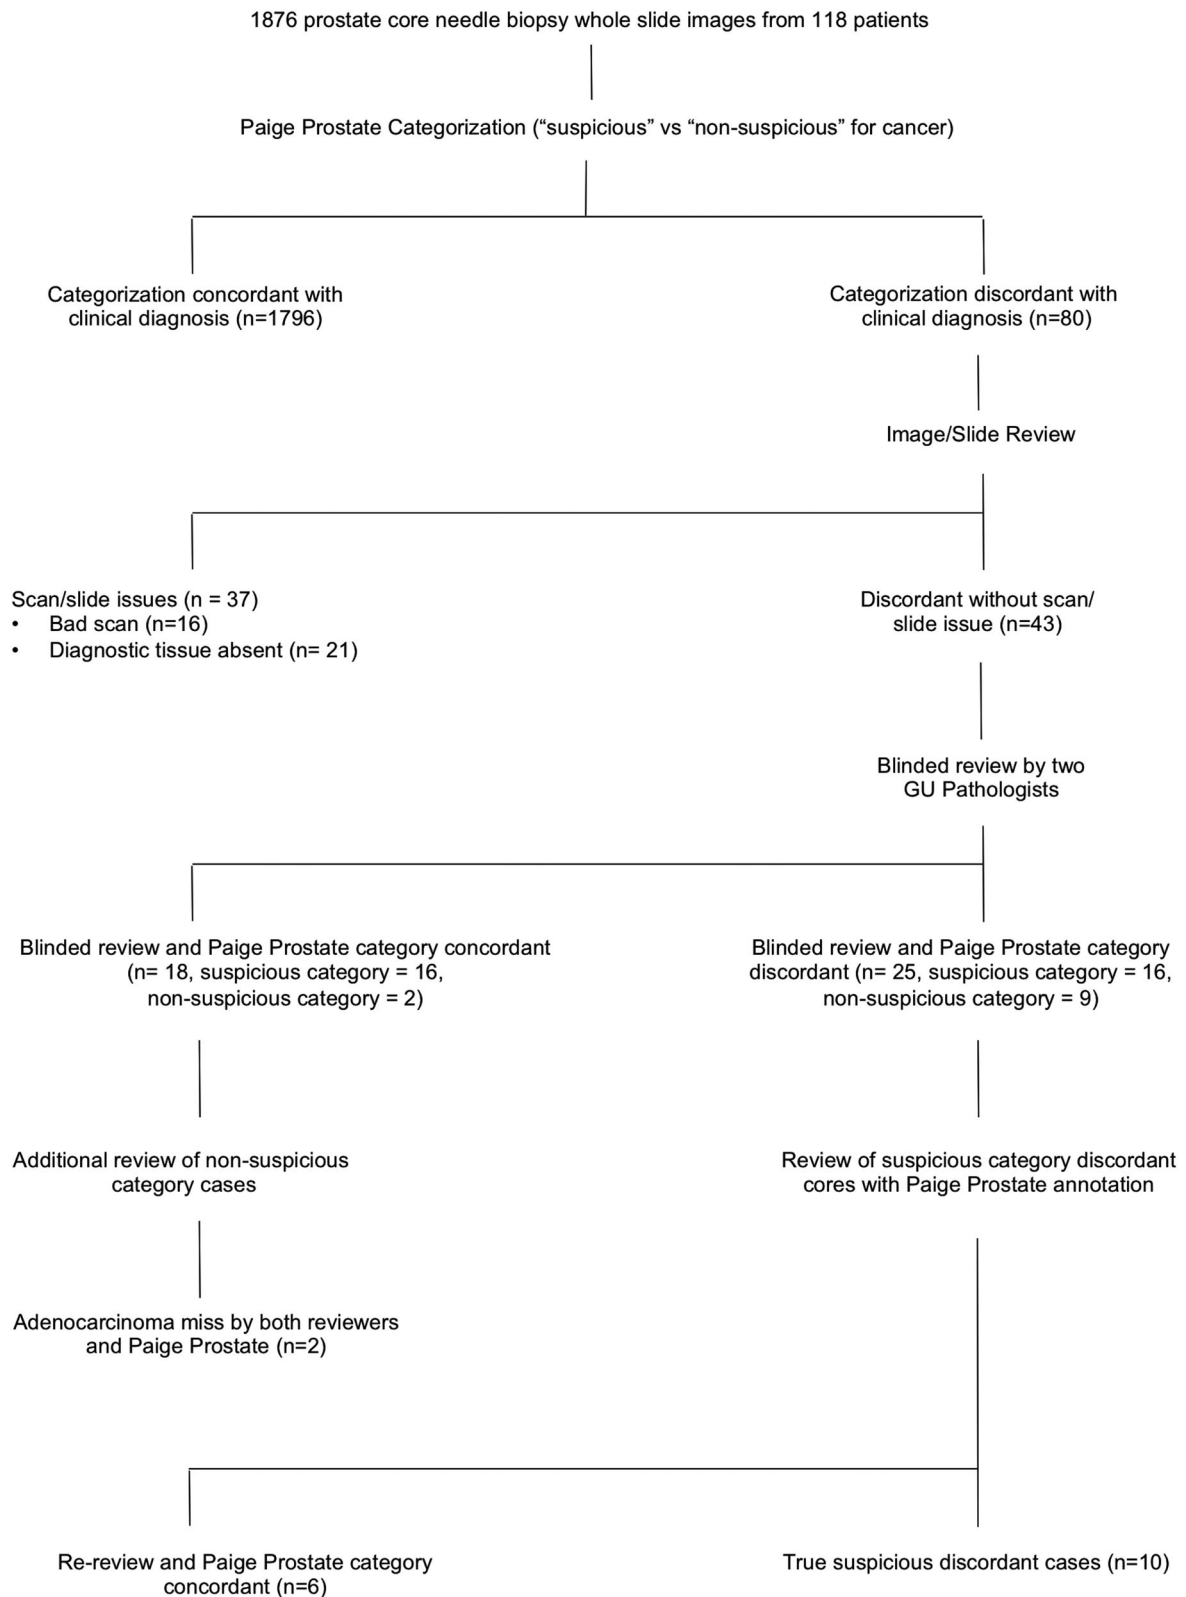 1876 prostate core needle biopsy whole slide images from 118 patients
Paige Prostate Categorization (“suspicious” vs “non-suspicious” for cancer)
Categorization concordant with
clinical diagnosis (n=1796)
Categorization discordant with
clinical diagnosis (n=80)
Image/Slide Review
Scan/slide issues (n = 37)
• Bad scan (n=16)
• Diagnostic tissue absent (n= 21)
Discordant without scan/
slide issue (n=43)
Blinded review by two
GU Pathologists
Blinded review and Paige Prostate category concordant
(n= 18, suspicious category = 16,
non-suspicious category = 2)
Blinded review and Paige Prostate category
discordant (n= 25, suspicious category = 16,
non-suspicious category = 9)
Additional review of non-suspicious
category cases
Review of suspicious category discordant
cores with Paige Prostate annotation
Adenocarcinoma miss by both reviewers
and Paige Prostate (n=2)
Re-review and Paige Prostate category
concordant (n=6)
True suspicious discordant cases (n=10)